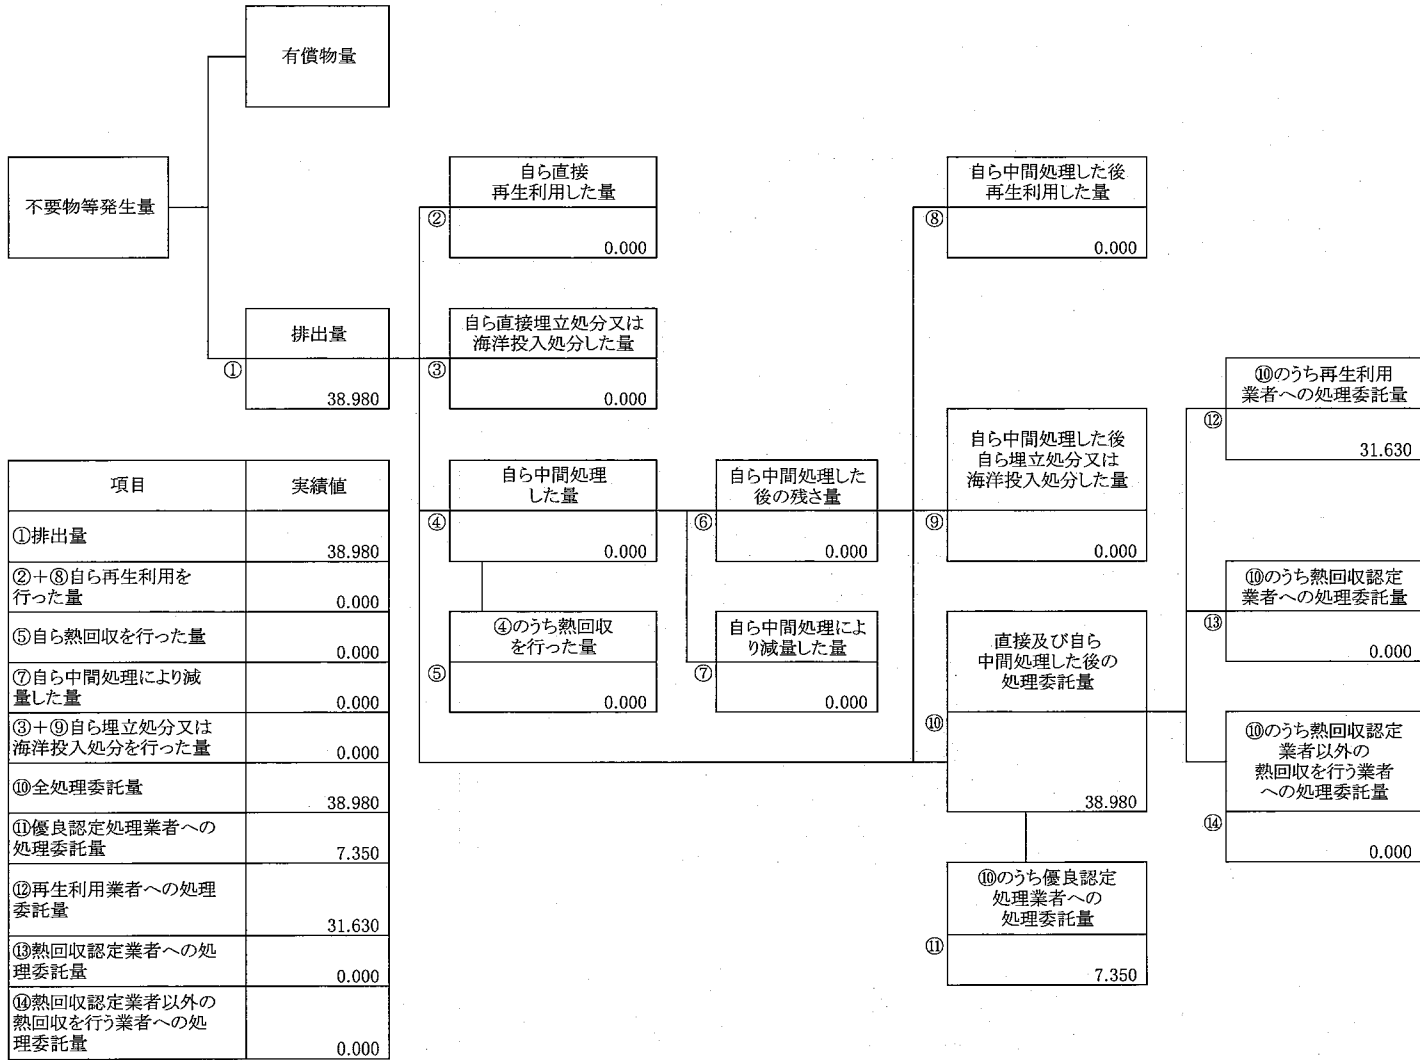 有償物量
不要物等発生量
自ら直接
再生利用した量
②
0.000
自ら中間処理した後
再生利用した量
⑧
0.000
排出量
①
38.980
自ら直接埋立処分又は
海洋投入処分した量
③
0.000
⑩のうち再生利用
業者への処理委託量
⑫
31.630
自ら中間処理
した量
④
0.000
自ら中間処理した
後の残さ量
⑥
0.000
自ら中間処理した後
自ら埋立処分又は
海洋投入処分した量
⑨
0.000
⑩のうち熱回収認定
業者への処理委託量
⑬
0.000
④のうち熱回収
を行った量
⑤
0.000
自ら中間処理によ
り減量した量
⑦
0.000
直接及び自ら
中間処理した後の
処理委託量
⑩
38.980
⑩のうち熱回収認定
業者以外の
熱回収を行う業者
への処理委託量
⑭
0.000
⑩のうち優良認定
処理業者への
処理委託量
⑪
7.350
項目 実績値
①排出量
38.980
②＋⑧自ら再生利用を
行った量
0.000
⑤自ら熱回収を行った量
0.000
⑦自ら中間処理により減
量した量
0.000
③＋⑨自ら埋立処分又は
海洋投入処分を行った量
0.000
⑩全処理委託量
38.980
⑪優良認定処理業者への
処理委託量
7.350
⑫再生利用業者への処理
委託量
31.630
⑬熱回収認定業者への処
理委託量
0.000
⑭熱回収認定業者以外の
熱回収を行う業者への処
理委託量
0.000